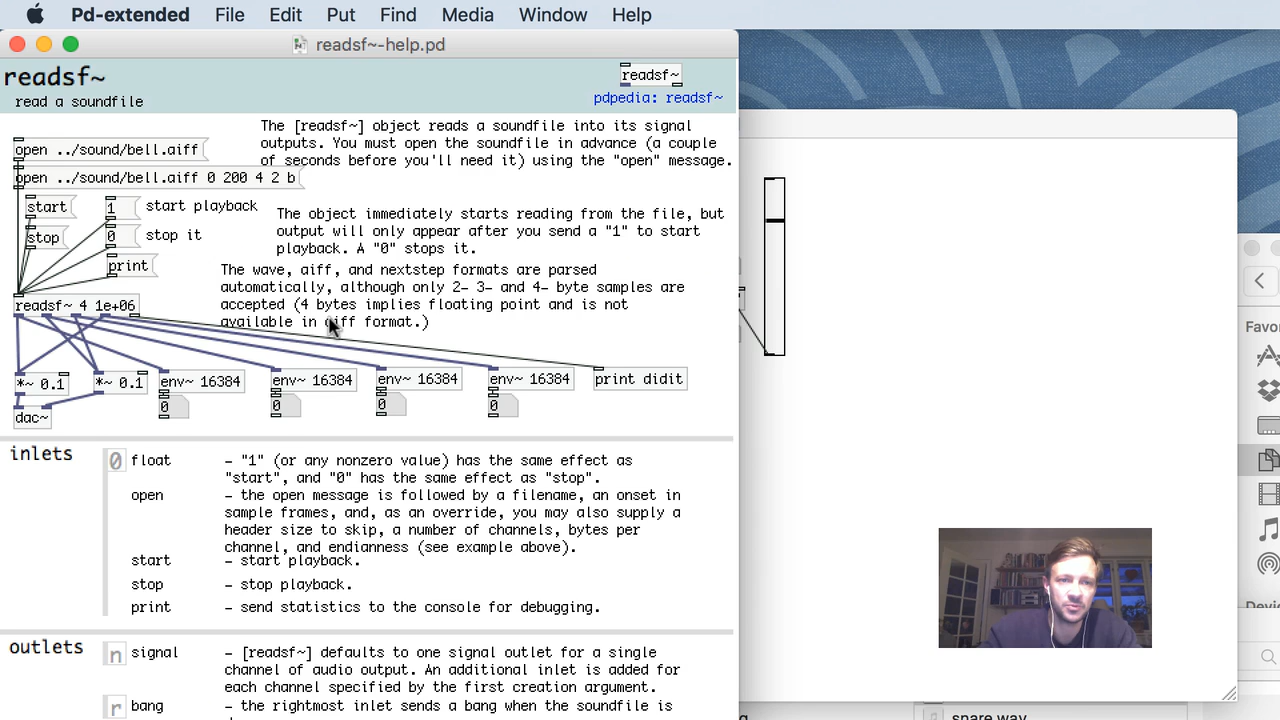 Pd-extended File Edit Put Find Media Window Help
readsf~-help.pd
readsf~
read a soundfile
readsf~
pdpedia: readsf~
The [readsf~] object reads a soundfile into its signal
outputs. You must open the soundfile in advance (a couple
of seconds before you'll need it) using the "open" message.
open ../sound/bell.aiff
open ../sound/bell.aiff 0 200 4 2 b
start
1
start playback
stop
0
stop it
print
The object immediately starts reading from the file, but
output will only appear after you send a "1" to start
playback. A "0" stops it.
The wave, aiff, and nextstep formats are parsed
automatically, although only 2- 3- and 4- byte samples are
accepted (4 bytes implies floating point and is not
available in aiff format.)
readsf~ 4 1e+06
*~ 0.1
*~ 0.1
env~ 16384
env~ 16384
env~ 16384
env~ 16384
print didit
0
0
0
0
dac~
inlets
0 float - "1" (or any nonzero value) has the same effect as
"start", and "0" has the same effect as "stop".
open - the open message is followed by a filename, an onset in
sample frames, and, as an override, you may also supply a
header size to skip, a number of channels, bytes per
channel, and endianness (see example above).
start - start playback.
stop - stop playback.
print - send statistics to the console for debugging.
outlets
n signal - [readsf~] defaults to one signal outlet for a single
channel of audio output. An additional inlet is added for
each channel specified by the first creation argument.
r bang - the rightmost inlet sends a bang when the soundfile is
Favor